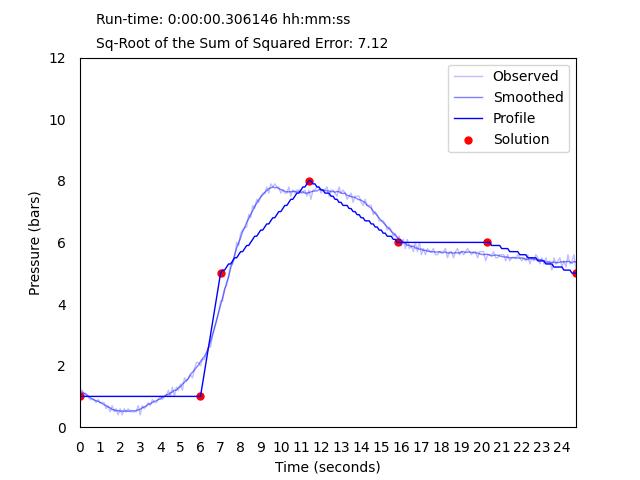 Run-time: 0:00:00.306146 hh:mm:ss
Sq-Root of the Sum of Squared Error: 7.12
12
10
8
6
4
2
0
Pressure (bars)
Observed
Smoothed
Profile
Solution
0 1 2 3 4 5 6 7 8 9 10 11 12 13 14 15 16 17 18 19 20 21 22 23 24
Time (seconds)